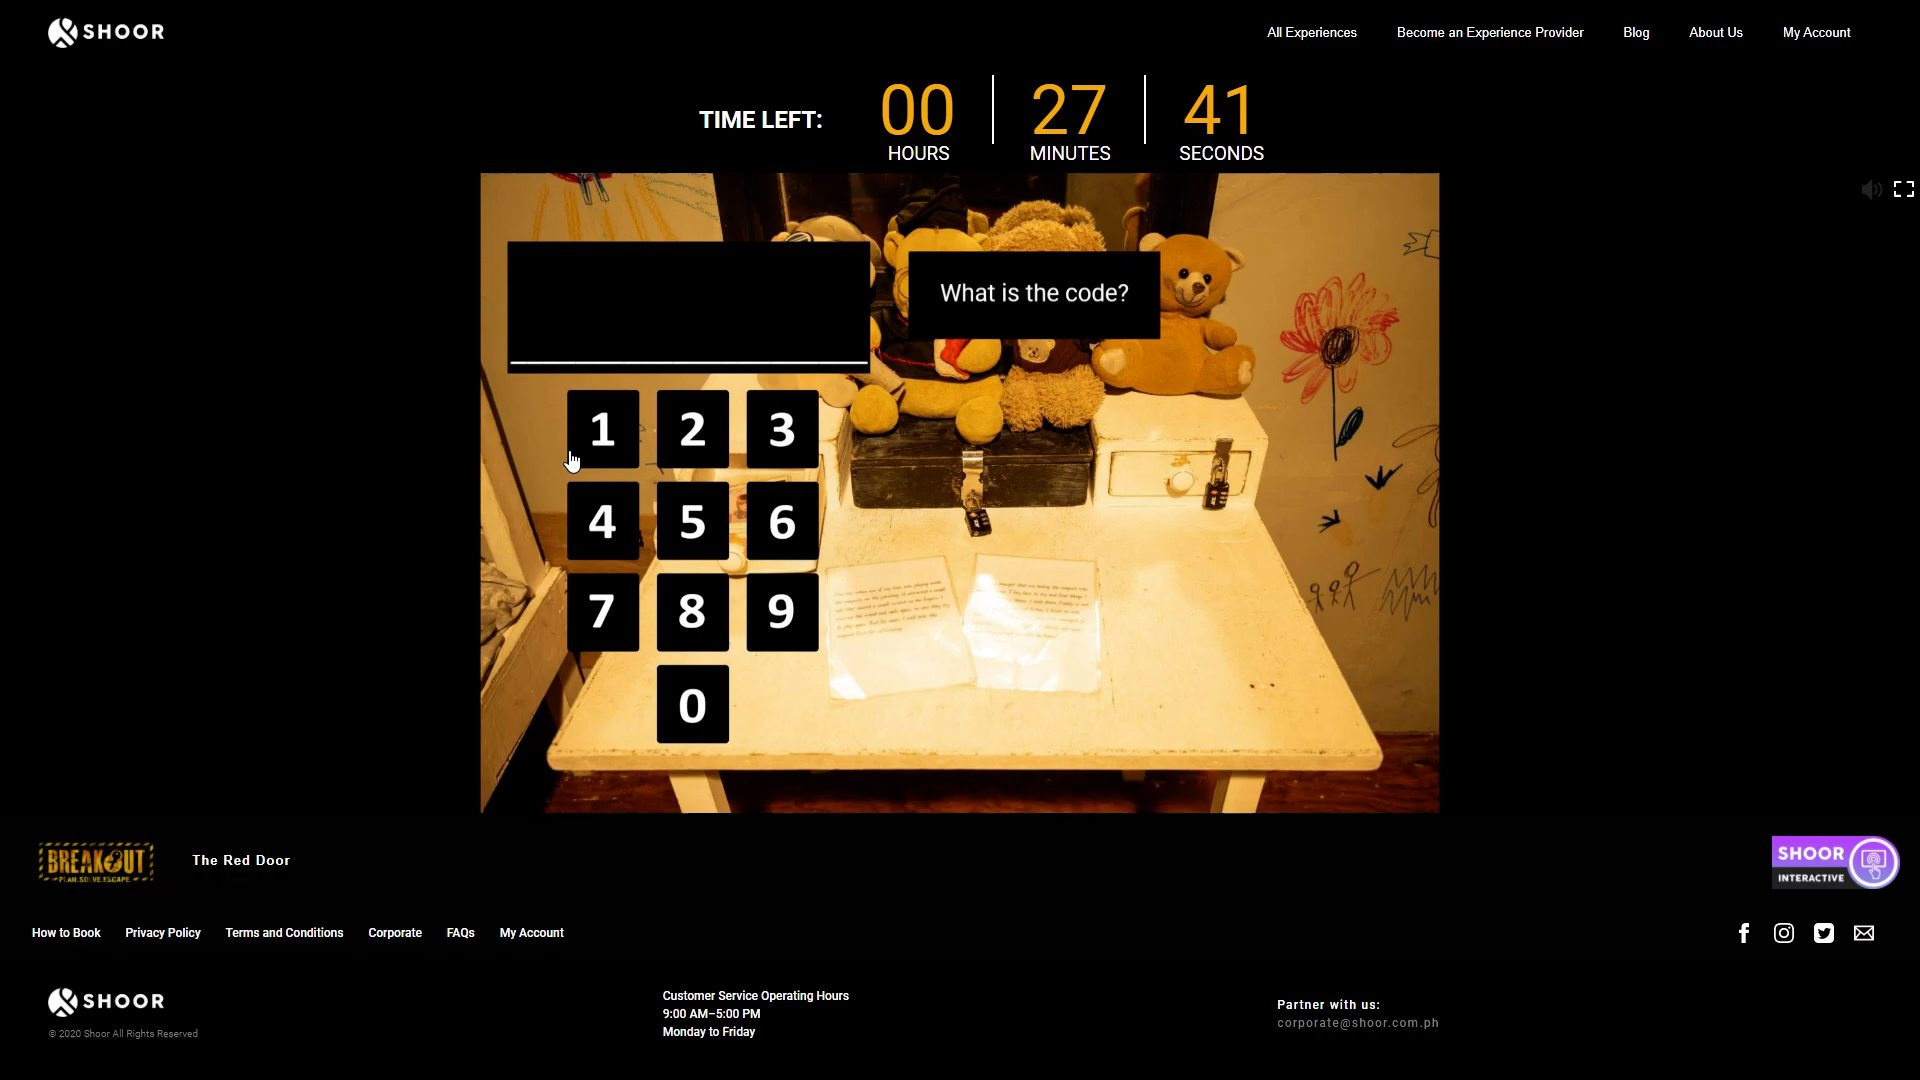 SHOOR
All Experiences
Become an Experience Provider
Blog
About Us
My Account
TIME LEFT:
00
27
41
HOURS
MINUTES
SECONDS
What is the code?
1 2 3
4 5 6
7 8 9
0
BREAKOUT
PLAN.SOLVE.ESCAPE.
The Red Door
SHOOR
INTERACTIVE
How to Book
Privacy Policy
Terms and Conditions
Corporate
FAQs
My Account
SHOOR
© 2020 Shoor All Rights Reserved
Customer Service Operating Hours
9:00 AM–5:00 PM
Monday to Friday
Partner with us:
corporate@shoor.com.ph